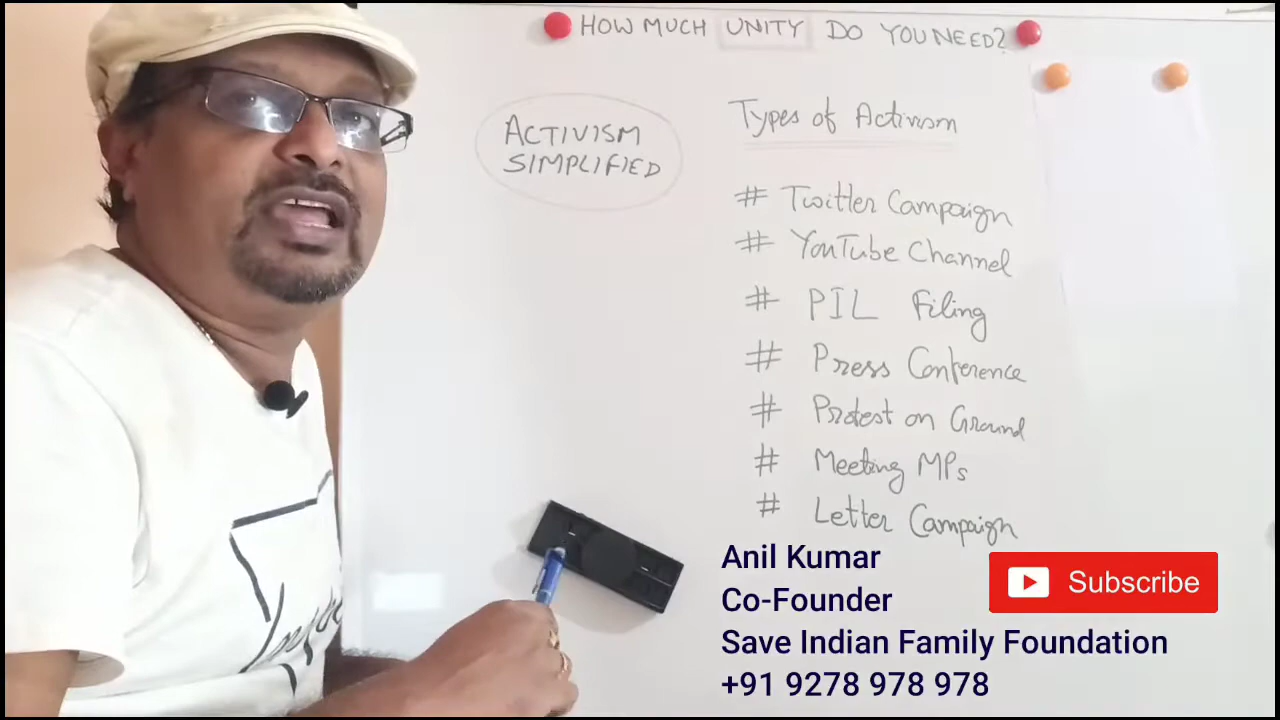 HOW MUCH UNITY DO YOU NEED?
ACTIVISM
SIMPLIFIED
Types of Activism
# Twitter Campaign
# YouTube Channel
# PIL Filing
# Press Conference
# Protest on Ground
# Meeting MPs
# Letter Campaign
Anil Kumar
Co-Founder
Save Indian Family Foundation
+91 9278 978 978
Subscribe